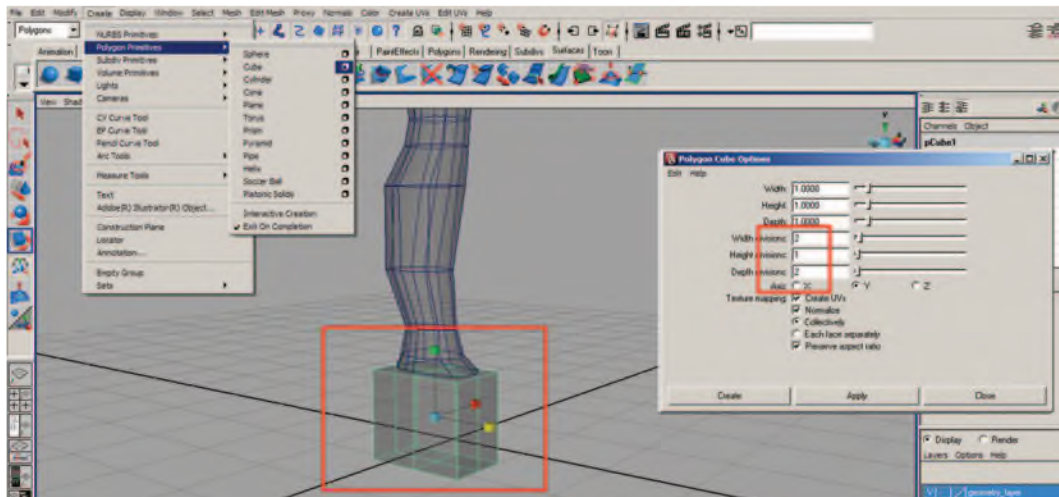 File Edit Modify Create Display Window Select Mesh Edit Mesh Proxy Normals Color Create UVs Edit UVs Help
Polygons
NURBS Primitives
Polygon Primitives
Subdiv Primitives
Volume Primitives
Lights
Cameras
CV Curve Tool
EP Curve Tool
Pencil Curve Tool
Arc Tools
Measure Tools
Text
Adobe(R) Illustrator(R) Object...
Construction Plane
Locator
Annotation...
Empty Group
Sets
Sphere
Cube
Cylinder
Cone
Plane
Torus
Prism
Pyramid
Pipe
Helix
Soccer Ball
Platonic Solids
Interactive Creation
Exit On Completion
Animation PaintEffects Polygons Rendering Subdivs Surfaces Toon
View
Channels Object
pCube1
Polygon Cube Options
Edit Help
Width: 1.0000
Height: 1.0000
Depth: 1.0000
Width divisions: 2
Height divisions: 1
Depth divisions: 2
Axis: X Y Z
Texture mapping: Create UVs
Normalize
Collectively
Each face separately
Preserve aspect ratio
Create Apply Close
Display Render
Layers Options Help
V geometry_layer